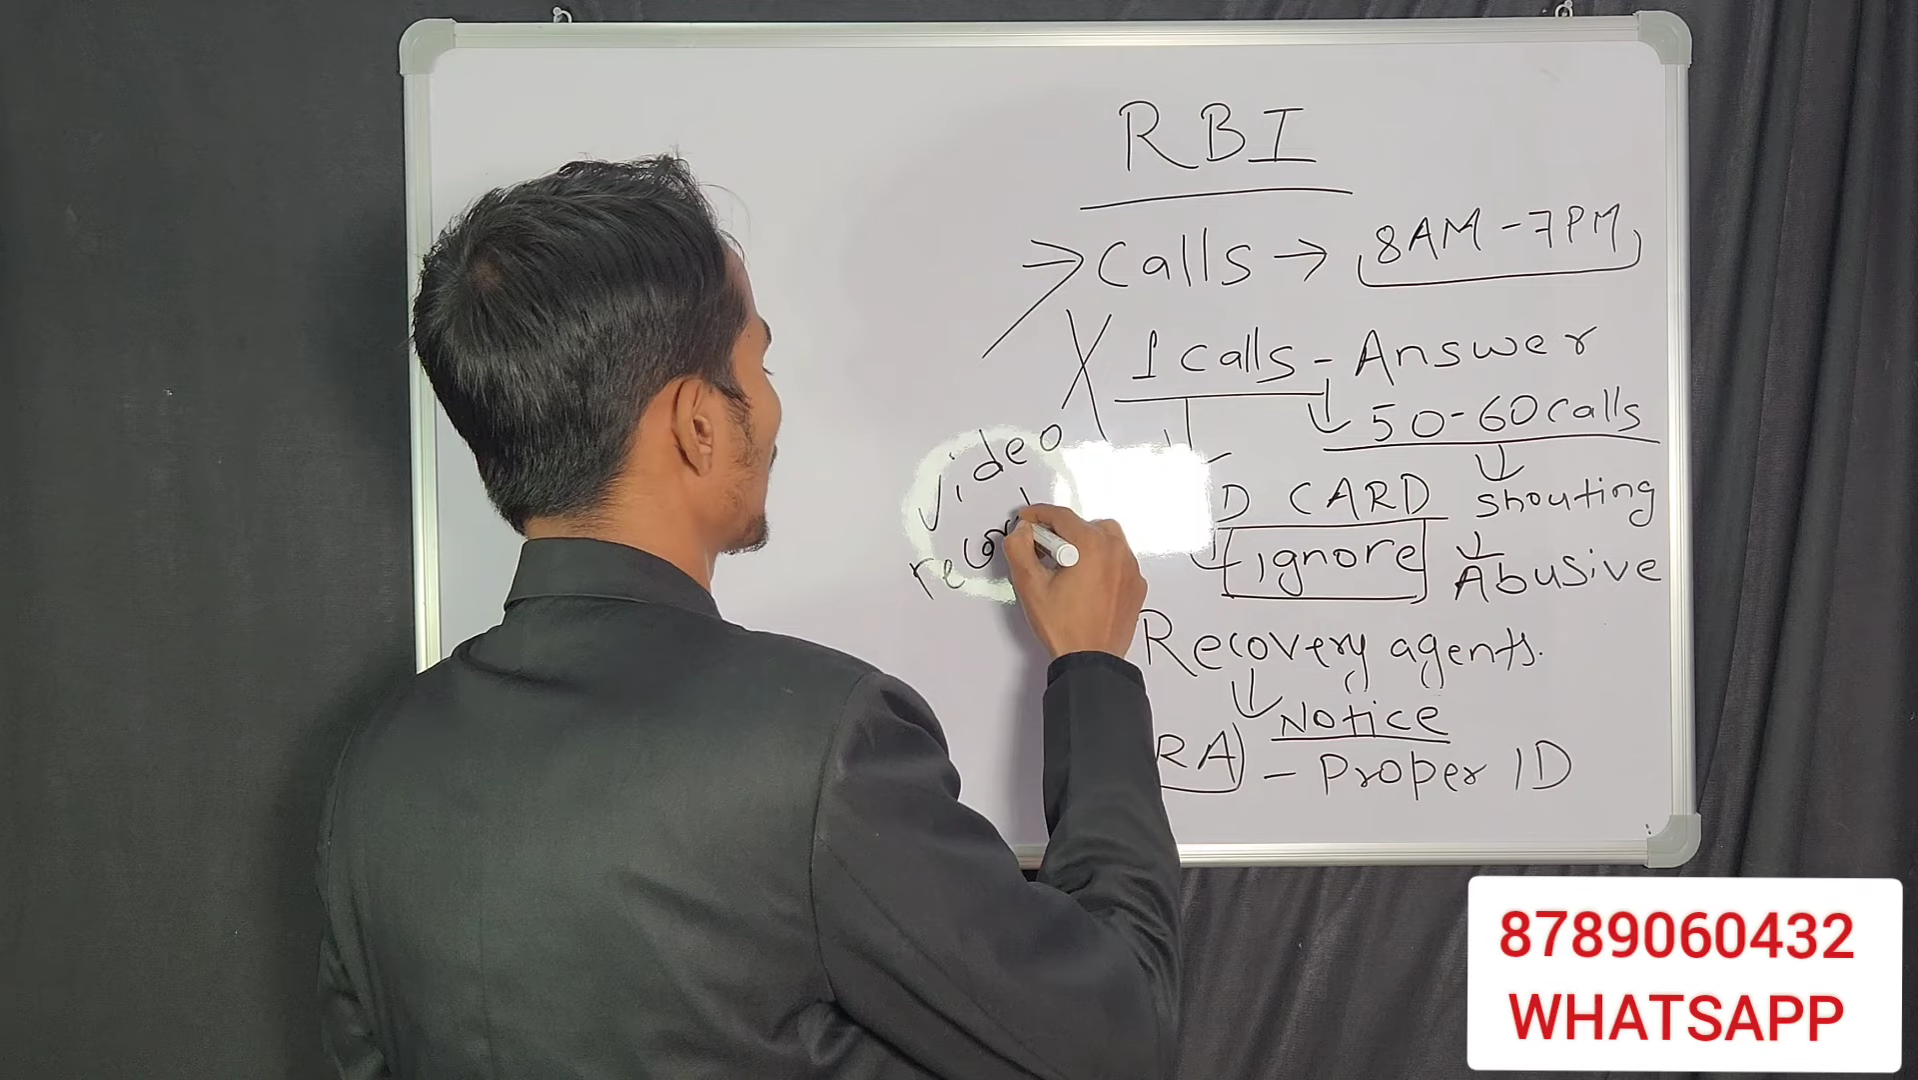 RBI
→ Calls → 8AM - 7PM
X 1 calls - Answer
50-60 calls
video
D CARD shouting
ignore Abusive
Recovery agents.
Notice
RA - Proper ID
8789060432
WHATSAPP